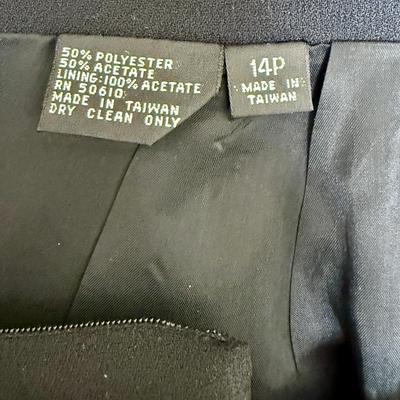 50% POLYESTER
50% ACETATE
LINING:100% ACETATE
RN 50610
MADE IN TAIWAN
DRY CLEAN ONLY
14P
MADE IN
TAIWAN